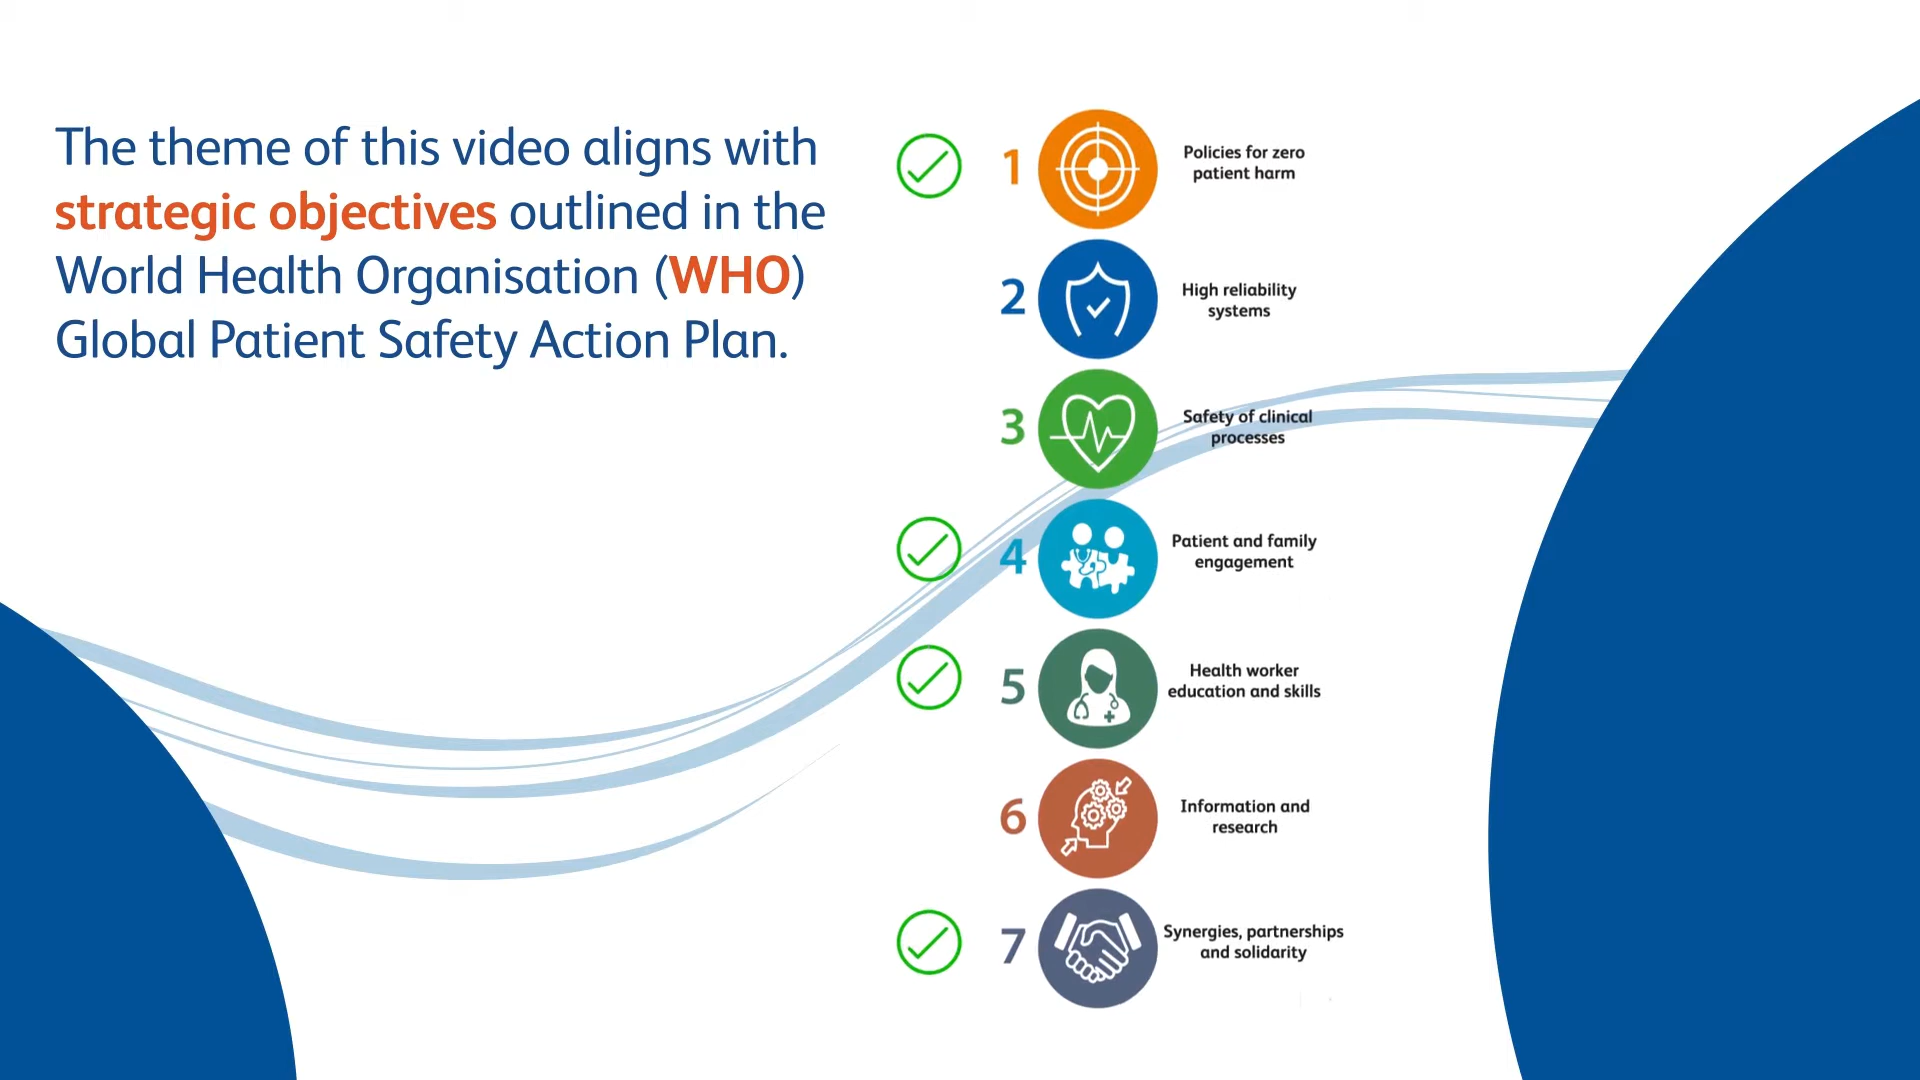 The theme of this video aligns with
strategic objectives outlined in the
World Health Organisation (WHO)
Global Patient Safety Action Plan.
1
Policies for zero
patient harm
2
High reliability
systems
3
Safety of clinical
processes
4
Patient and family
engagement
5
Health worker
education and skills
6
Information and
research
7
Synergies, partnerships
and solidarity